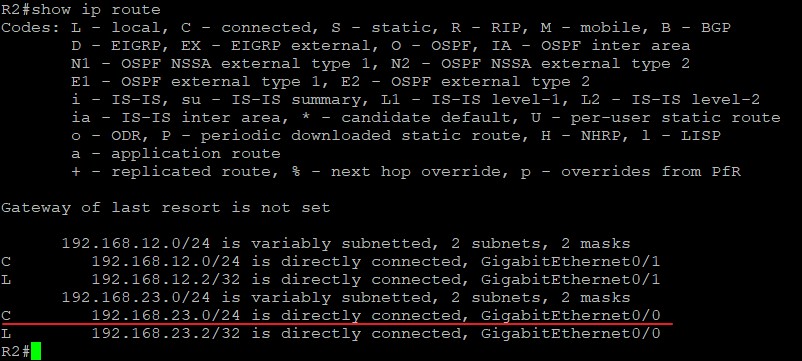 R2#show ip route
Codes: L - local, C - connected, S - static, R - RIP, M - mobile, B - BGP
       D - EIGRP, EX - EIGRP external, O - OSPF, IA - OSPF inter area
       N1 - OSPF NSSA external type 1, N2 - OSPF NSSA external type 2
       E1 - OSPF external type 1, E2 - OSPF external type 2
       i - IS-IS, su - IS-IS summary, L1 - IS-IS level-1, L2 - IS-IS level-2
       ia - IS-IS inter area, * - candidate default, U - per-user static route
       o - ODR, P - periodic downloaded static route, H - NHRP, l - LISP
       a - application route
       + - replicated route, % - next hop override, p - overrides from PfR
Gateway of last resort is not set
      192.168.12.0/24 is variably subnetted, 2 subnets, 2 masks
C        192.168.12.0/24 is directly connected, GigabitEthernet0/1
L        192.168.12.2/32 is directly connected, GigabitEthernet0/1
      192.168.23.0/24 is variably subnetted, 2 subnets, 2 masks
C        192.168.23.0/24 is directly connected, GigabitEthernet0/0
L        192.168.23.2/32 is directly connected, GigabitEthernet0/0
R2#